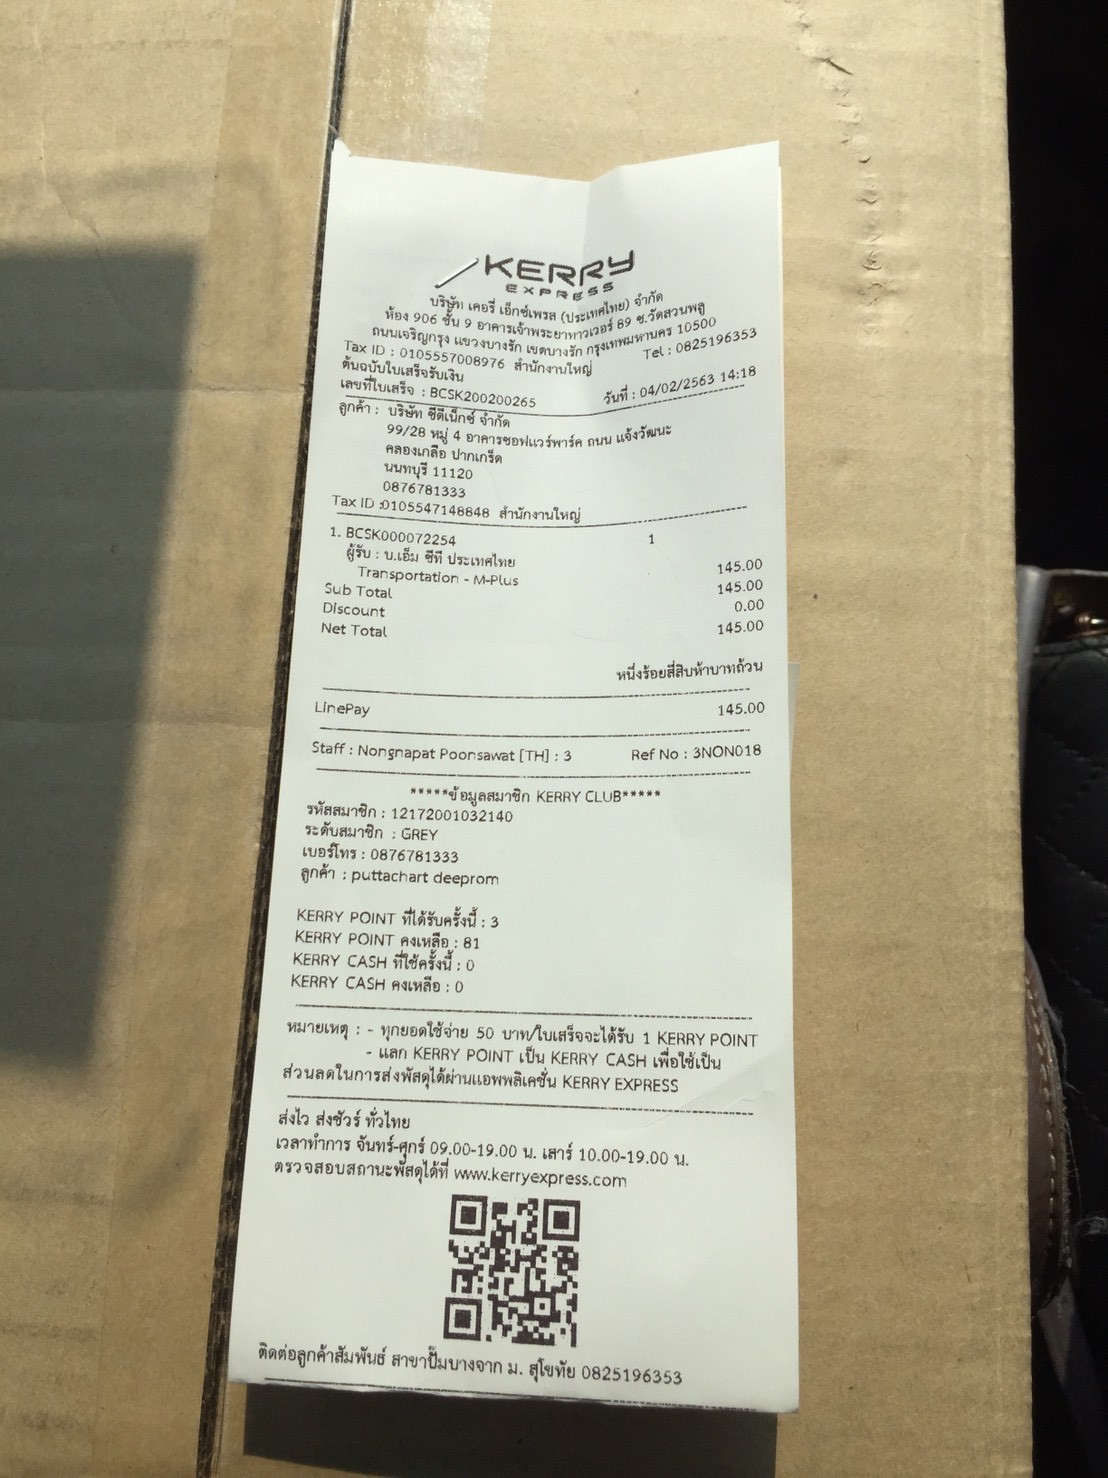 KERRY
EXPRESS
บริษัท เคอรี่ เอ็กซ์เพรส (ประเทศไทย) จำกัด
ห้อง 906 ชั้น 9 อาคารเจ้าพระยาทาวเวอร์ 89 ซ.วัดสวนพลู
ถนนเจริญกรุง แขวงบางรัก เขตบางรัก กรุงเทพมหานคร 10500
Tax ID : 0105557008976 สำนักงานใหญ่ Tel : 0825196353
ต้นฉบับใบเสร็จรับเงิน
เลขที่ใบเสร็จ : BCSK200200265 วันที่ : 04/02/2563 14:18
ลูกค้า : บริษัท ซีดีเน็กซ์ จำกัด
99/28 หมู่ 4 อาคารซอฟแวร์พาร์ค ถนน แจ้งวัฒนะ
คลองเกลือ ปากเกร็ด
นนทบุรี 11120
0876781333
Tax ID :0105547148848 สำนักงานใหญ่
1. BCSK000072254 1
ผู้รับ : บ.เอ็ม ซีที ประเทศไทย
Transportation - M-Plus 145.00
Sub Total 145.00
Discount 0.00
Net Total 145.00
หนึ่งร้อยสี่สิบห้าบาทถ้วน
LinePay 145.00
Staff : Nongnapat Poonsawat [TH] : 3 Ref No : 3NON018
*****ข้อมูลสมาชิก KERRY CLUB*****
รหัสสมาชิก : 12172001032140
ระดับสมาชิก : GREY
เบอร์โทร : 0876781333
ลูกค้า : puttachart deeprom
KERRY POINT ที่ได้รับครั้งนี้ : 3
KERRY POINT คงเหลือ : 81
KERRY CASH ที่ใช้ครั้งนี้ : 0
KERRY CASH คงเหลือ : 0
หมายเหตุ : - ทุกยอดใช้จ่าย 50 บาท/ใบเสร็จจะได้รับ 1 KERRY POINT
- แลก KERRY POINT เป็น KERRY CASH เพื่อใช้เป็น
ส่วนลดในการส่งพัสดุได้ผ่านแอพพลิเคชั่น KERRY EXPRESS
ส่งไว ส่งชัวร์ ทั่วไทย
เวลาทำการ จันทร์-ศุกร์ 09.00-19.00 น. เสาร์ 10.00-19.00 น.
ตรวจสอบสถานะพัสดุได้ที่ www.kerryexpress.com
ติดต่อลูกค้าสัมพันธ์ สาขาปั๊มบางจาก ม. สุโขทัย 0825196353